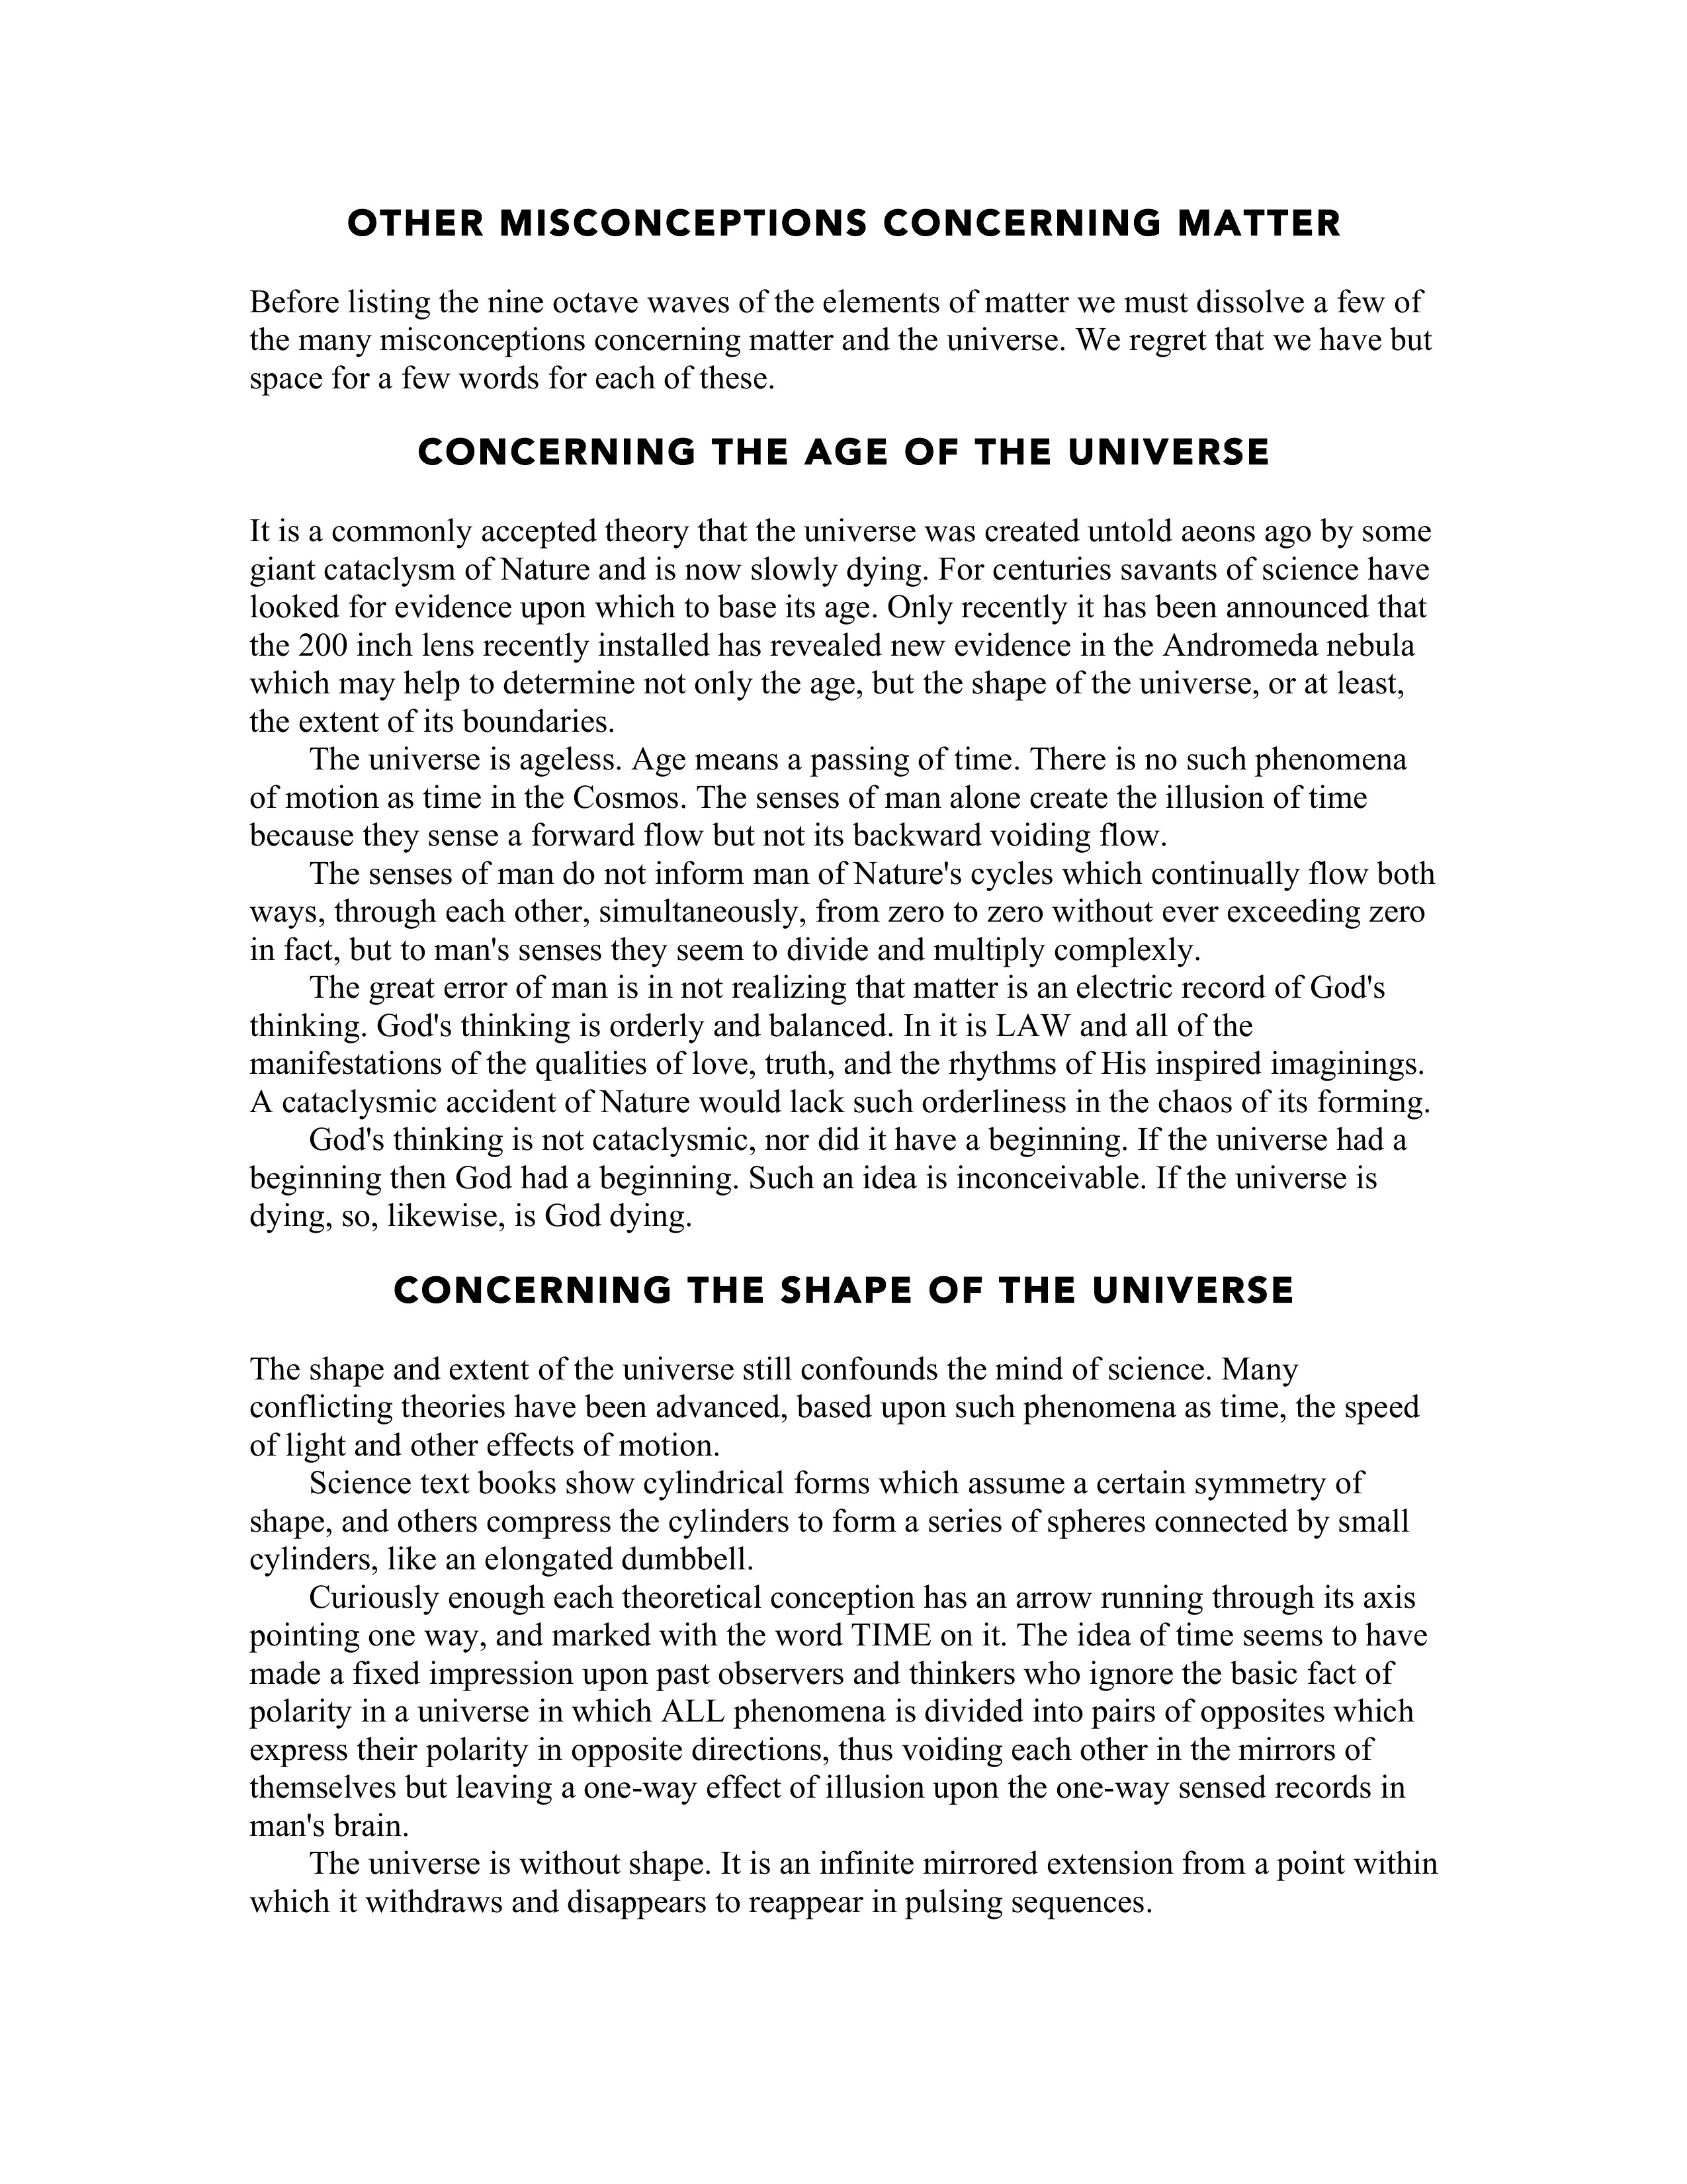 OTHER MISCONCEPTIONS CONCERNING MATTER
Before listing the nine octave waves of the elements of matter we must dissolve a few of
the many misconceptions concerning matter and the universe. We regret that we have but
space for a few words for each of these.
CONCERNING THE AGE OF THE UNIVERSE
It is a commonly accepted theory that the universe was created untold aeons ago by some
giant cataclysm of Nature and is now slowly dying. For centuries savants of science have
looked for evidence upon which to base its age. Only recently it has been announced that
the 200 inch lens recently installed has revealed new evidence in the Andromeda nebula
which may help to determine not only the age, but the shape of the universe, or at least,
the extent of its boundaries.
The universe is ageless. Age means a passing of time. There is no such phenomena
of motion as time in the Cosmos. The senses of man alone create the illusion of time
because they sense a forward flow but not its backward voiding flow.
The senses of man do not inform man of Nature's cycles which continually flow both
ways, through each other, simultaneously, from zero to zero without ever exceeding zero
in fact, but to man's senses they seem to divide and multiply complexly.
The great error of man is in not realizing that matter is an electric record of God's
thinking. God's thinking is orderly and balanced. In it is LAW and all of the
manifestations of the qualities of love, truth, and the rhythms of His inspired imaginings.
A cataclysmic accident of Nature would lack such orderliness in the chaos of its forming.
God's thinking is not cataclysmic, nor did it have a beginning. If the universe had a
beginning then God had a beginning. Such an idea is inconceivable. If the universe is
dying, so, likewise, is God dying.
CONCERNING THE SHAPE OF THE UNIVERSE
The shape and extent of the universe still confounds the mind of science. Many
conflicting theories have been advanced, based upon such phenomena as time, the speed
of light and other effects of motion.
Science text books show cylindrical forms which assume a certain symmetry of
shape, and others compress the cylinders to form a series of spheres connected by small
cylinders, like an elongated dumbbell.
Curiously enough each theoretical conception has an arrow running through its axis
pointing one way, and marked with the word TIME on it. The idea of time seems to have
made a fixed impression upon past observers and thinkers who ignore the basic fact of
polarity in a universe in which ALL phenomena is divided into pairs of opposites which
express their polarity in opposite directions, thus voiding each other in the mirrors of
themselves but leaving a one-way effect of illusion upon the one-way sensed records in
man's brain.
The universe is without shape. It is an infinite mirrored extension from a point within
which it withdraws and disappears to reappear in pulsing sequences.